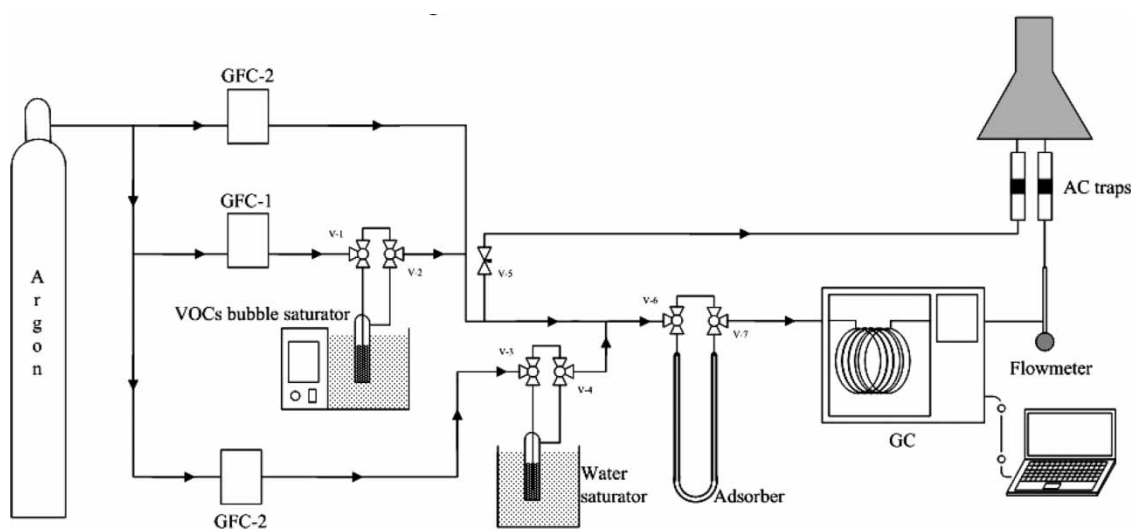 GFC-2
GFC-1
Argon
V-1
V-2
V-5
AC traps
VOCs bubble saturator
V-6
V-7
V-3
V-4
Flowmeter
GC
Water
saturator
Adsorber
GFC-2